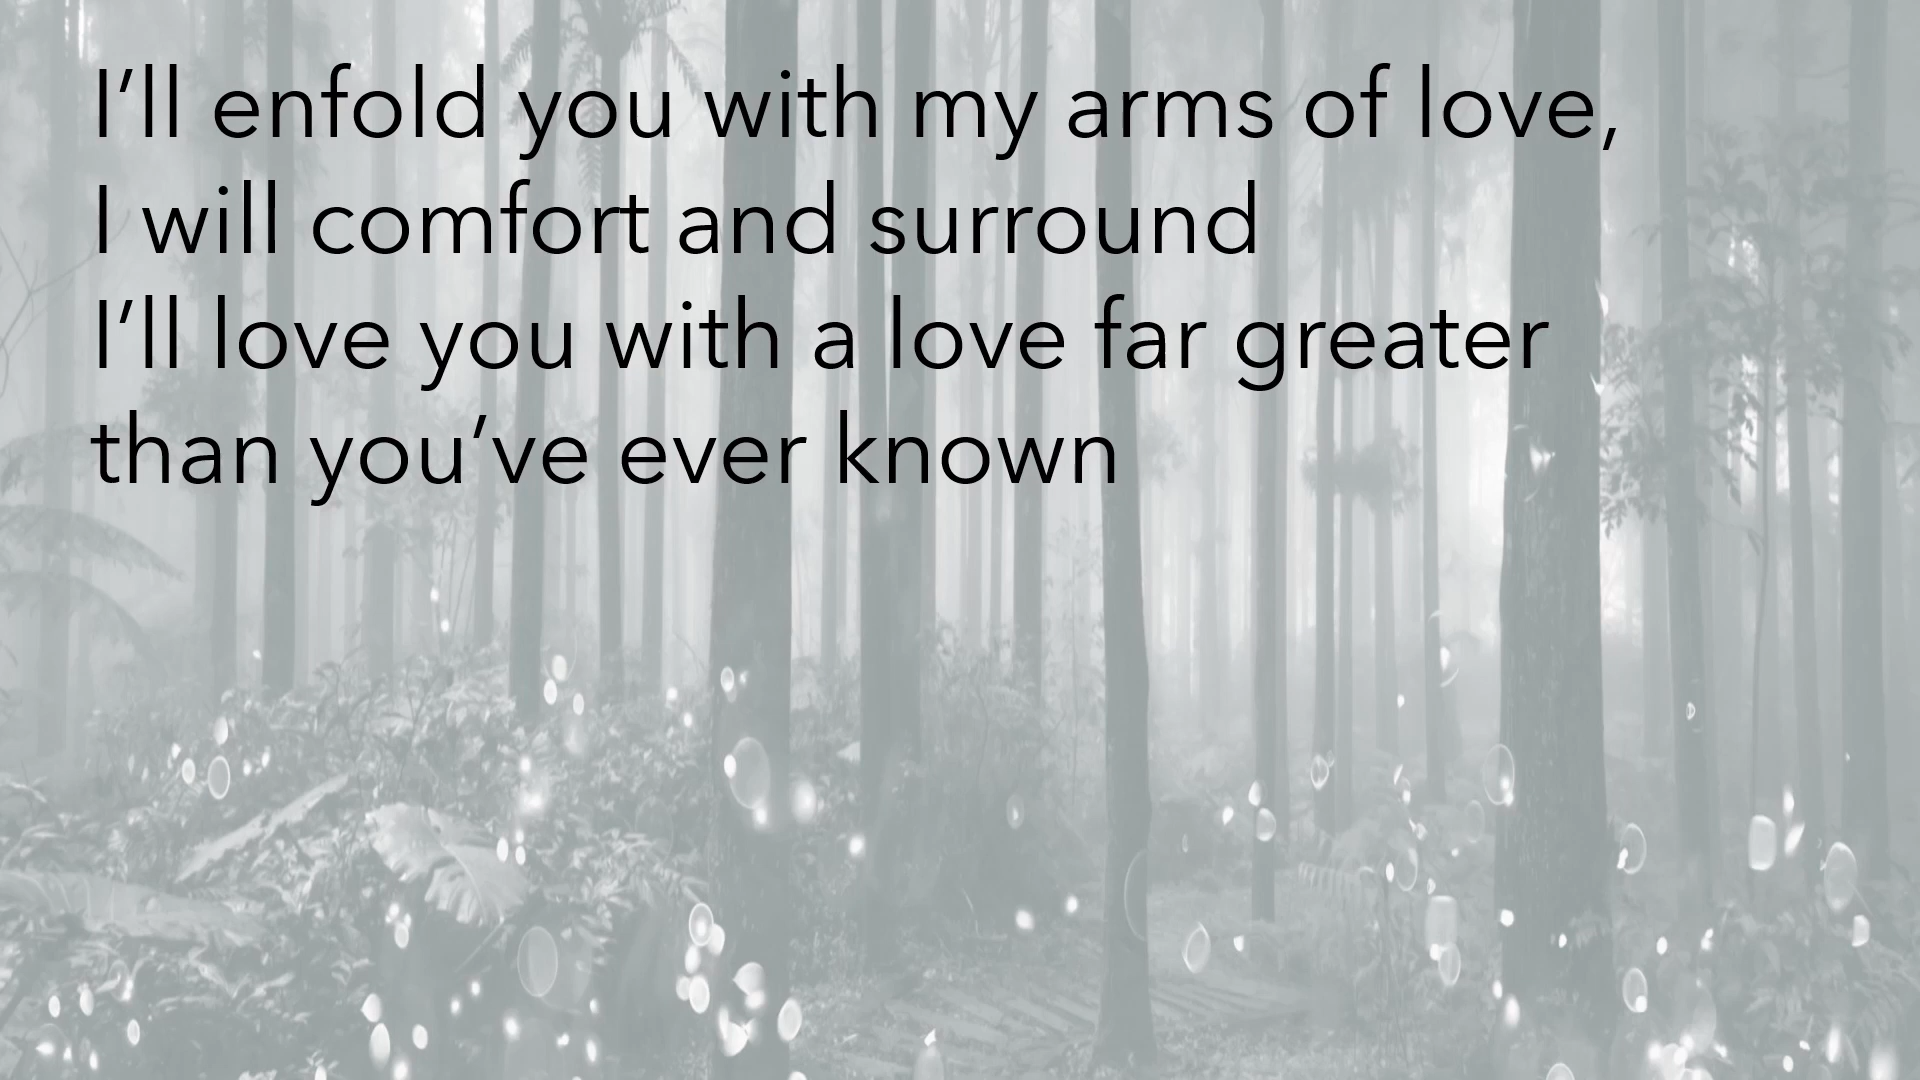 I’ll enfold you with my arms of love,
I will comfort and surround
I’ll love you with a love far greater
than you’ve ever known